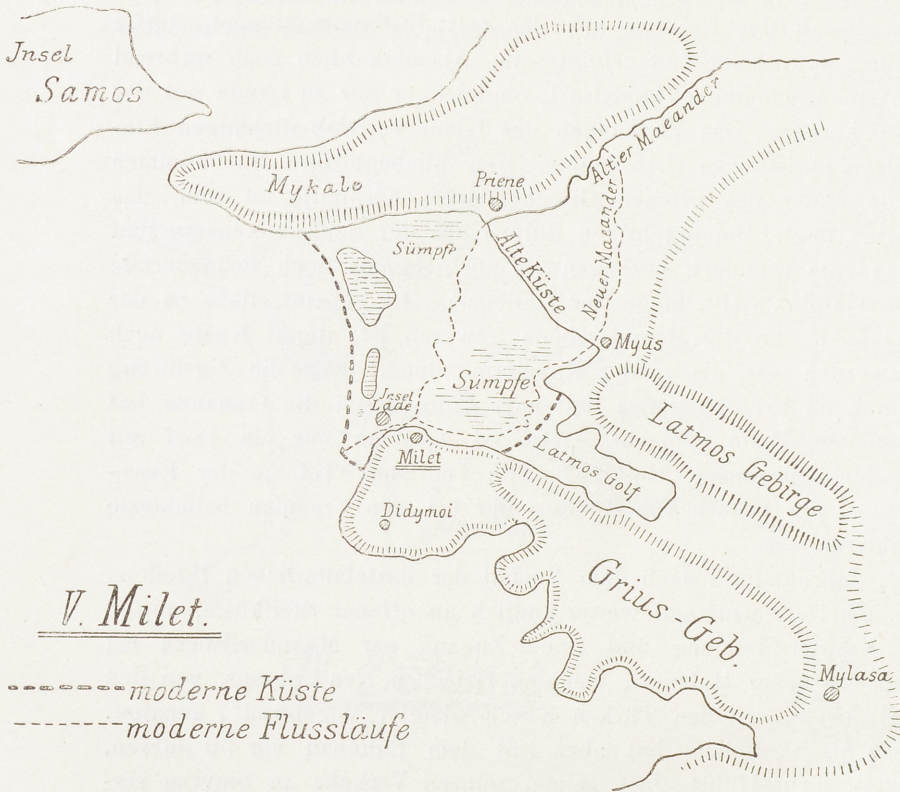 Jnsel
Samos
Mykale
Priene
Alter Maeander
Sümpfe
Alte Küste
Neuer Maeander
Myus
Sümpfe
Jnsel
Lade
Milet
Latmos Golf
Latmos Gebirge
Didymoi
Grius-Geb.
Mylasa
V. Milet.
moderne Küste
moderne Flussläufe